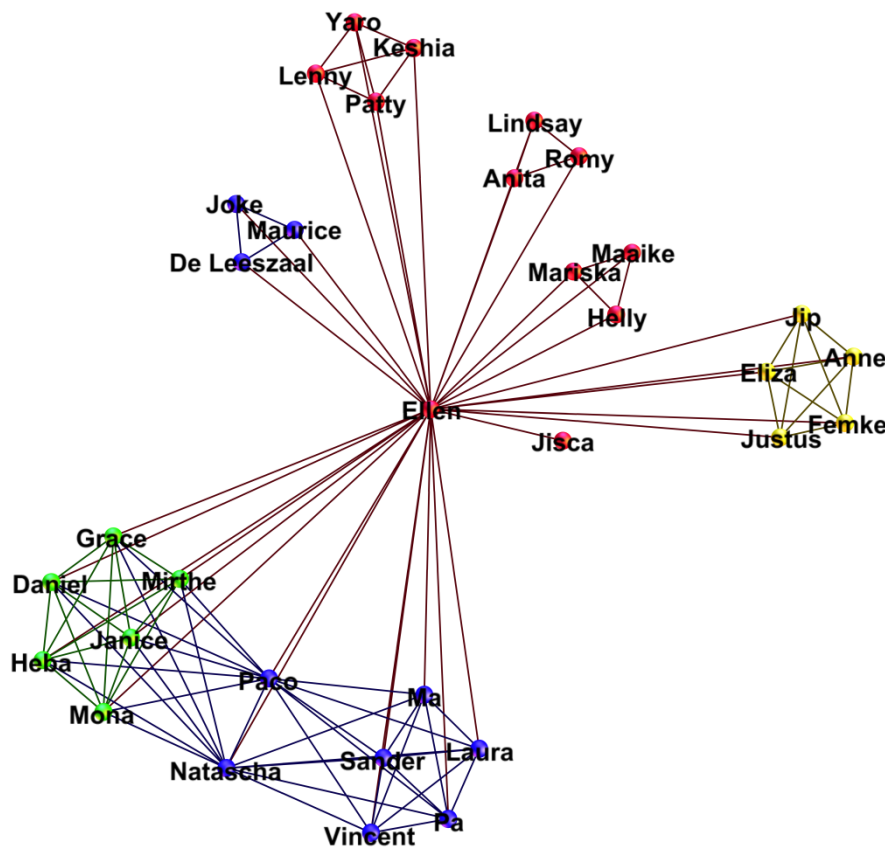 Yaro
Keshia
Lenny
Patty
Lindsay
Romy
Anita
Joke
Maurice
De Leeszaal
Maaike
Mariska
Helly
Jip
Anne
Eliza
Ellen
Femke
Justus
Jisca
Grace
Daniel
Mirthe
Janice
Heba
Paco
Ma
Mona
Laura
Sander
Natascha
Pa
Vincent